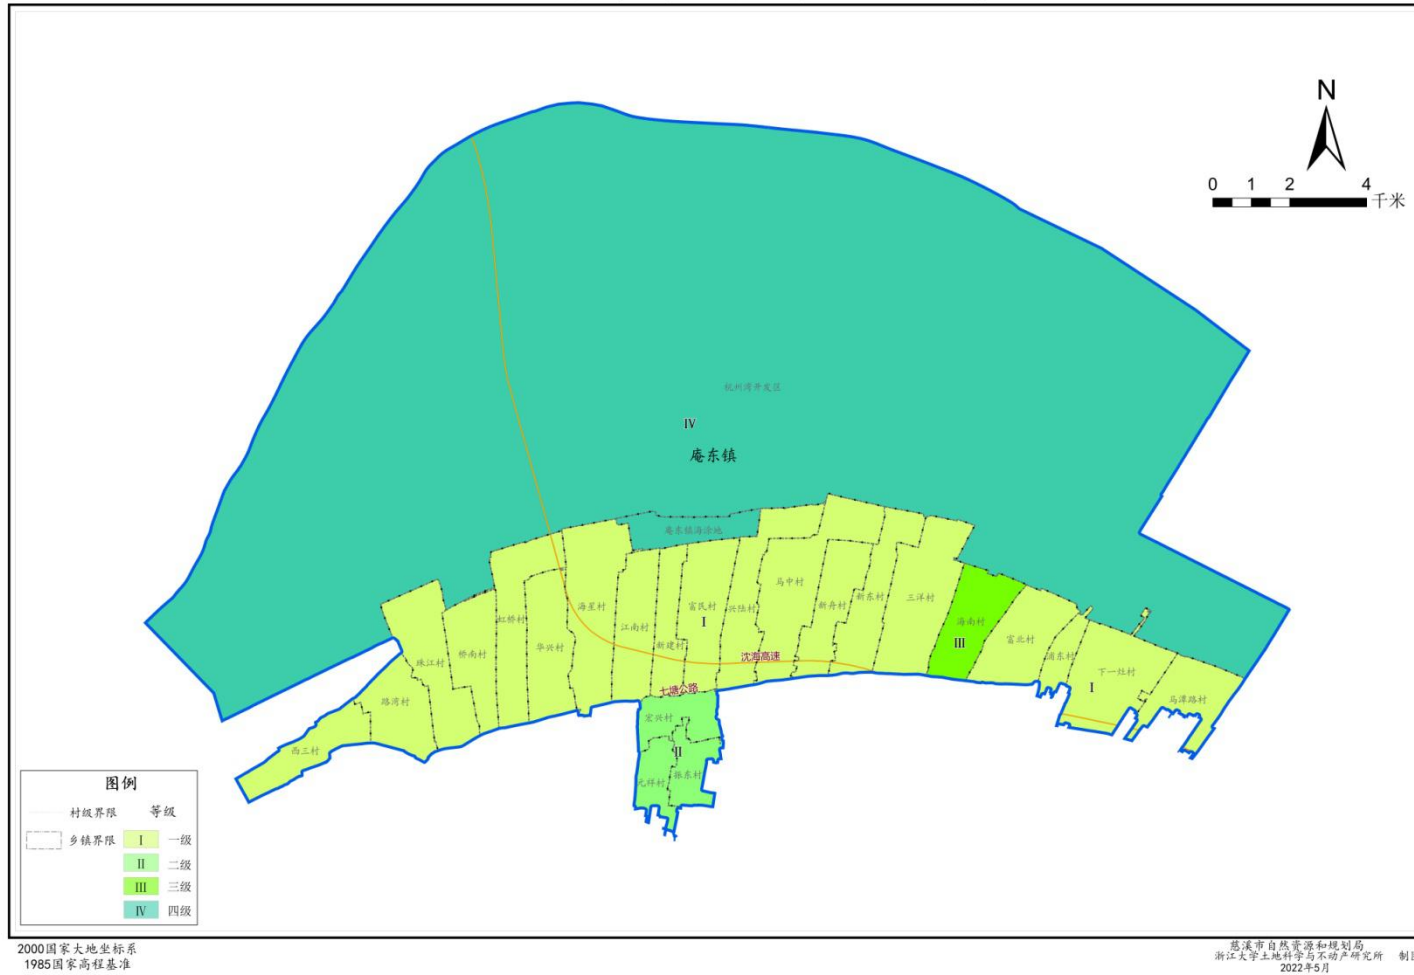 N
0 1 2 4 千米
杭州湾开发区
IV
庵东镇
庵东镇海涂地
马中村
海星村
富民村
兴陆村
新舟村
新东村
三洋村
江南村
I
虹桥村
新建村
海南村
华兴村
III
富北村
桥南村
沈海高速
浦东村
珠江村
下一灶村
七塘公路
I
路湾村
马潭路村
宏兴村
西三村
II
振东村
元祥村
图例
村级界限 等级
乡镇界限 I 一级
II 二级
III 三级
IV 四级
2000国家大地坐标系
1985国家高程基准
慈溪市自然资源和规划局
浙江大学土地科学与不动产研究所 制图
2022年5月